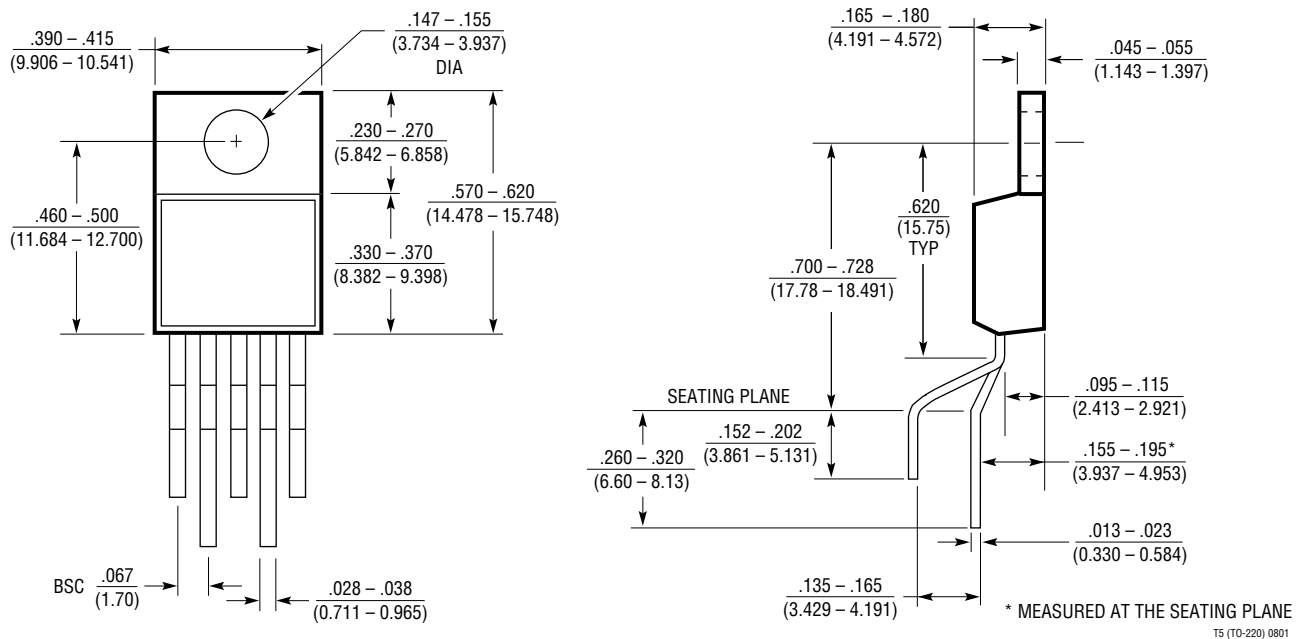 .390 – .415
(9.906 – 10.541)
.147 – .155
(3.734 – 3.937)
DIA
.230 – .270
(5.842 – 6.858)
.460 – .500
(11.684 – 12.700)
.570 – .620
(14.478 – 15.748)
.330 – .370
(8.382 – 9.398)
BSC
.067
(1.70)
.028 – .038
(0.711 – 0.965)
.165 – .180
(4.191 – 4.572)
.045 – .055
(1.143 – 1.397)
.620
(15.75)
TYP
.700 – .728
(17.78 – 18.491)
SEATING PLANE
.152 – .202
(3.861 – 5.131)
.260 – .320
(6.60 – 8.13)
.095 – .115
(2.413 – 2.921)
.155 – .195*
(3.937 – 4.953)
.013 – .023
(0.330 – 0.584)
.135 – .165
(3.429 – 4.191)
* MEASURED AT THE SEATING PLANE
T5 (TO-220) 0801